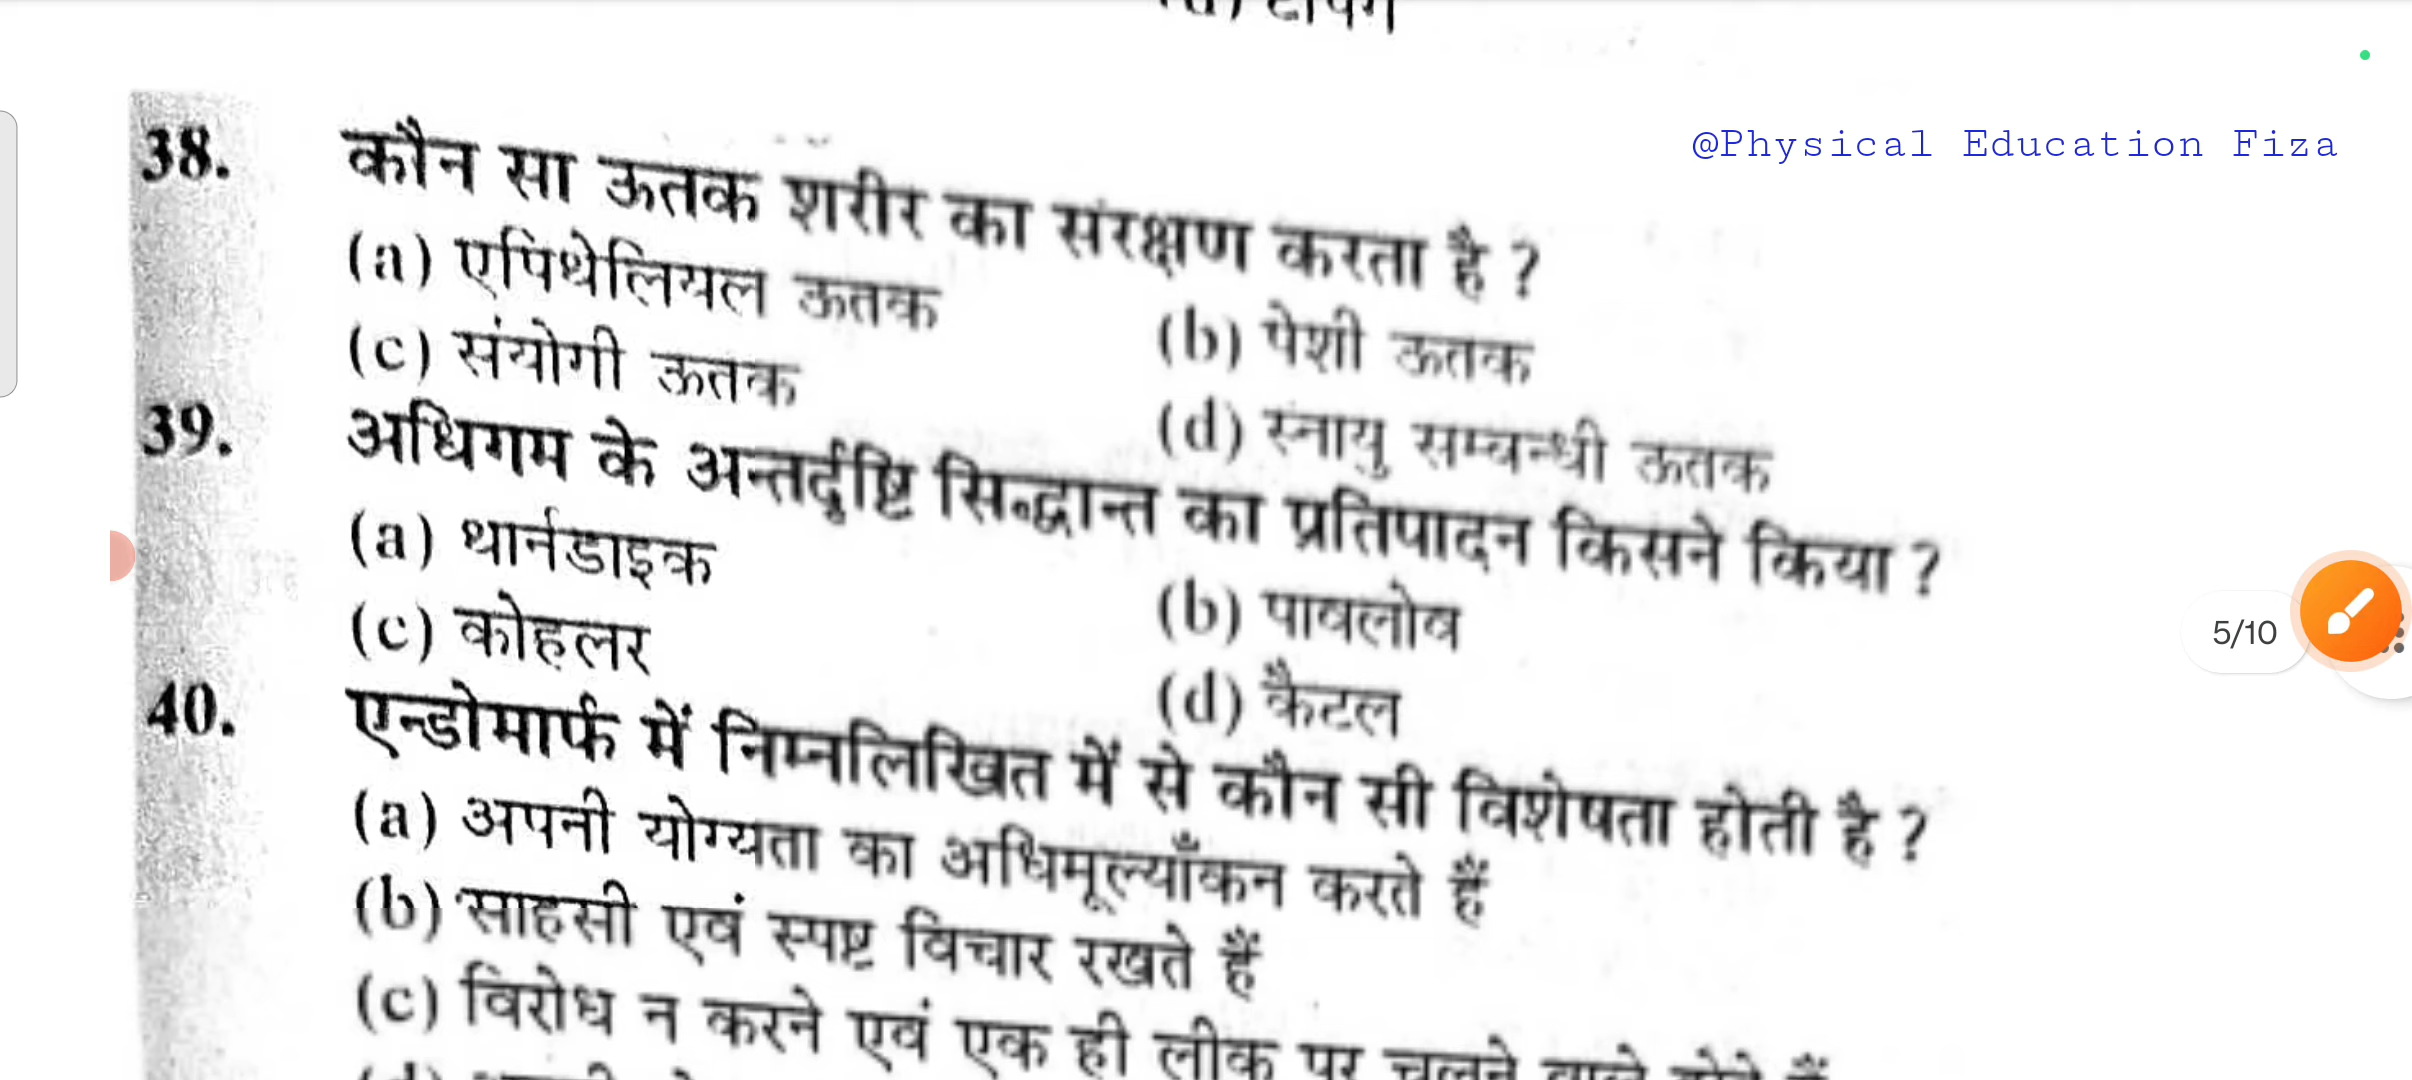 @Physical Education Fiza
38. कौन सा ऊतक शरीर का संरक्षण करता है ?
(a) एपिथेलियल ऊतक
(b) पेशी ऊतक
(c) संयोगी ऊतक
(d) स्नायु सम्बन्धी ऊतक
39. अधिगम के अन्तर्दृष्टि सिद्धान्त का प्रतिपादन किसने किया ?
(a) थार्नडाइक
(b) पावलोव
(c) कोहलर
(d) कैटल
40. एन्डोमार्फ में निम्नलिखित में से कौन सी विशेषता होती है ?
(a) अपनी योग्यता का अधिमूल्याँकन करते हैं
(b) साहसी एवं स्पष्ट विचार रखते हैं
(c) विरोध न करने एवं एक ही लीक पर चलने वाले होते हैं
5/10